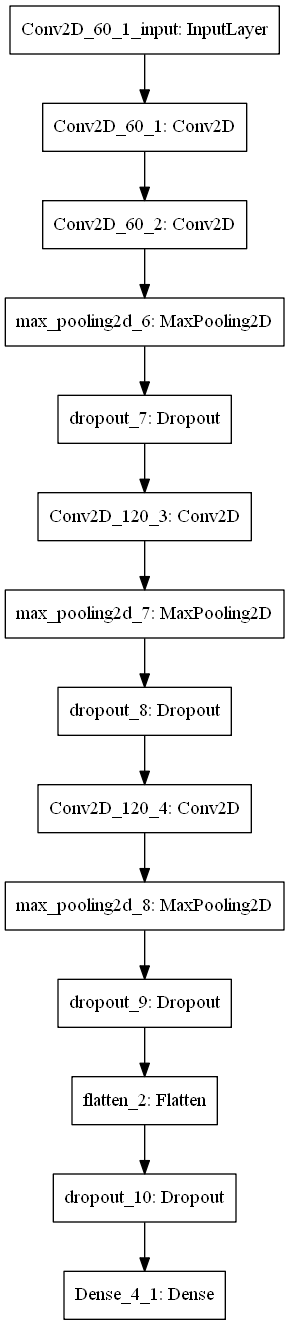 Conv2D_60_1_input: InputLayer
Conv2D_60_1: Conv2D
Conv2D_60_2: Conv2D
max_pooling2d_6: MaxPooling2D
dropout_7: Dropout
Conv2D_120_3: Conv2D
max_pooling2d_7: MaxPooling2D
dropout_8: Dropout
Conv2D_120_4: Conv2D
max_pooling2d_8: MaxPooling2D
dropout_9: Dropout
flatten_2: Flatten
dropout_10: Dropout
Dense_4_1: Dense